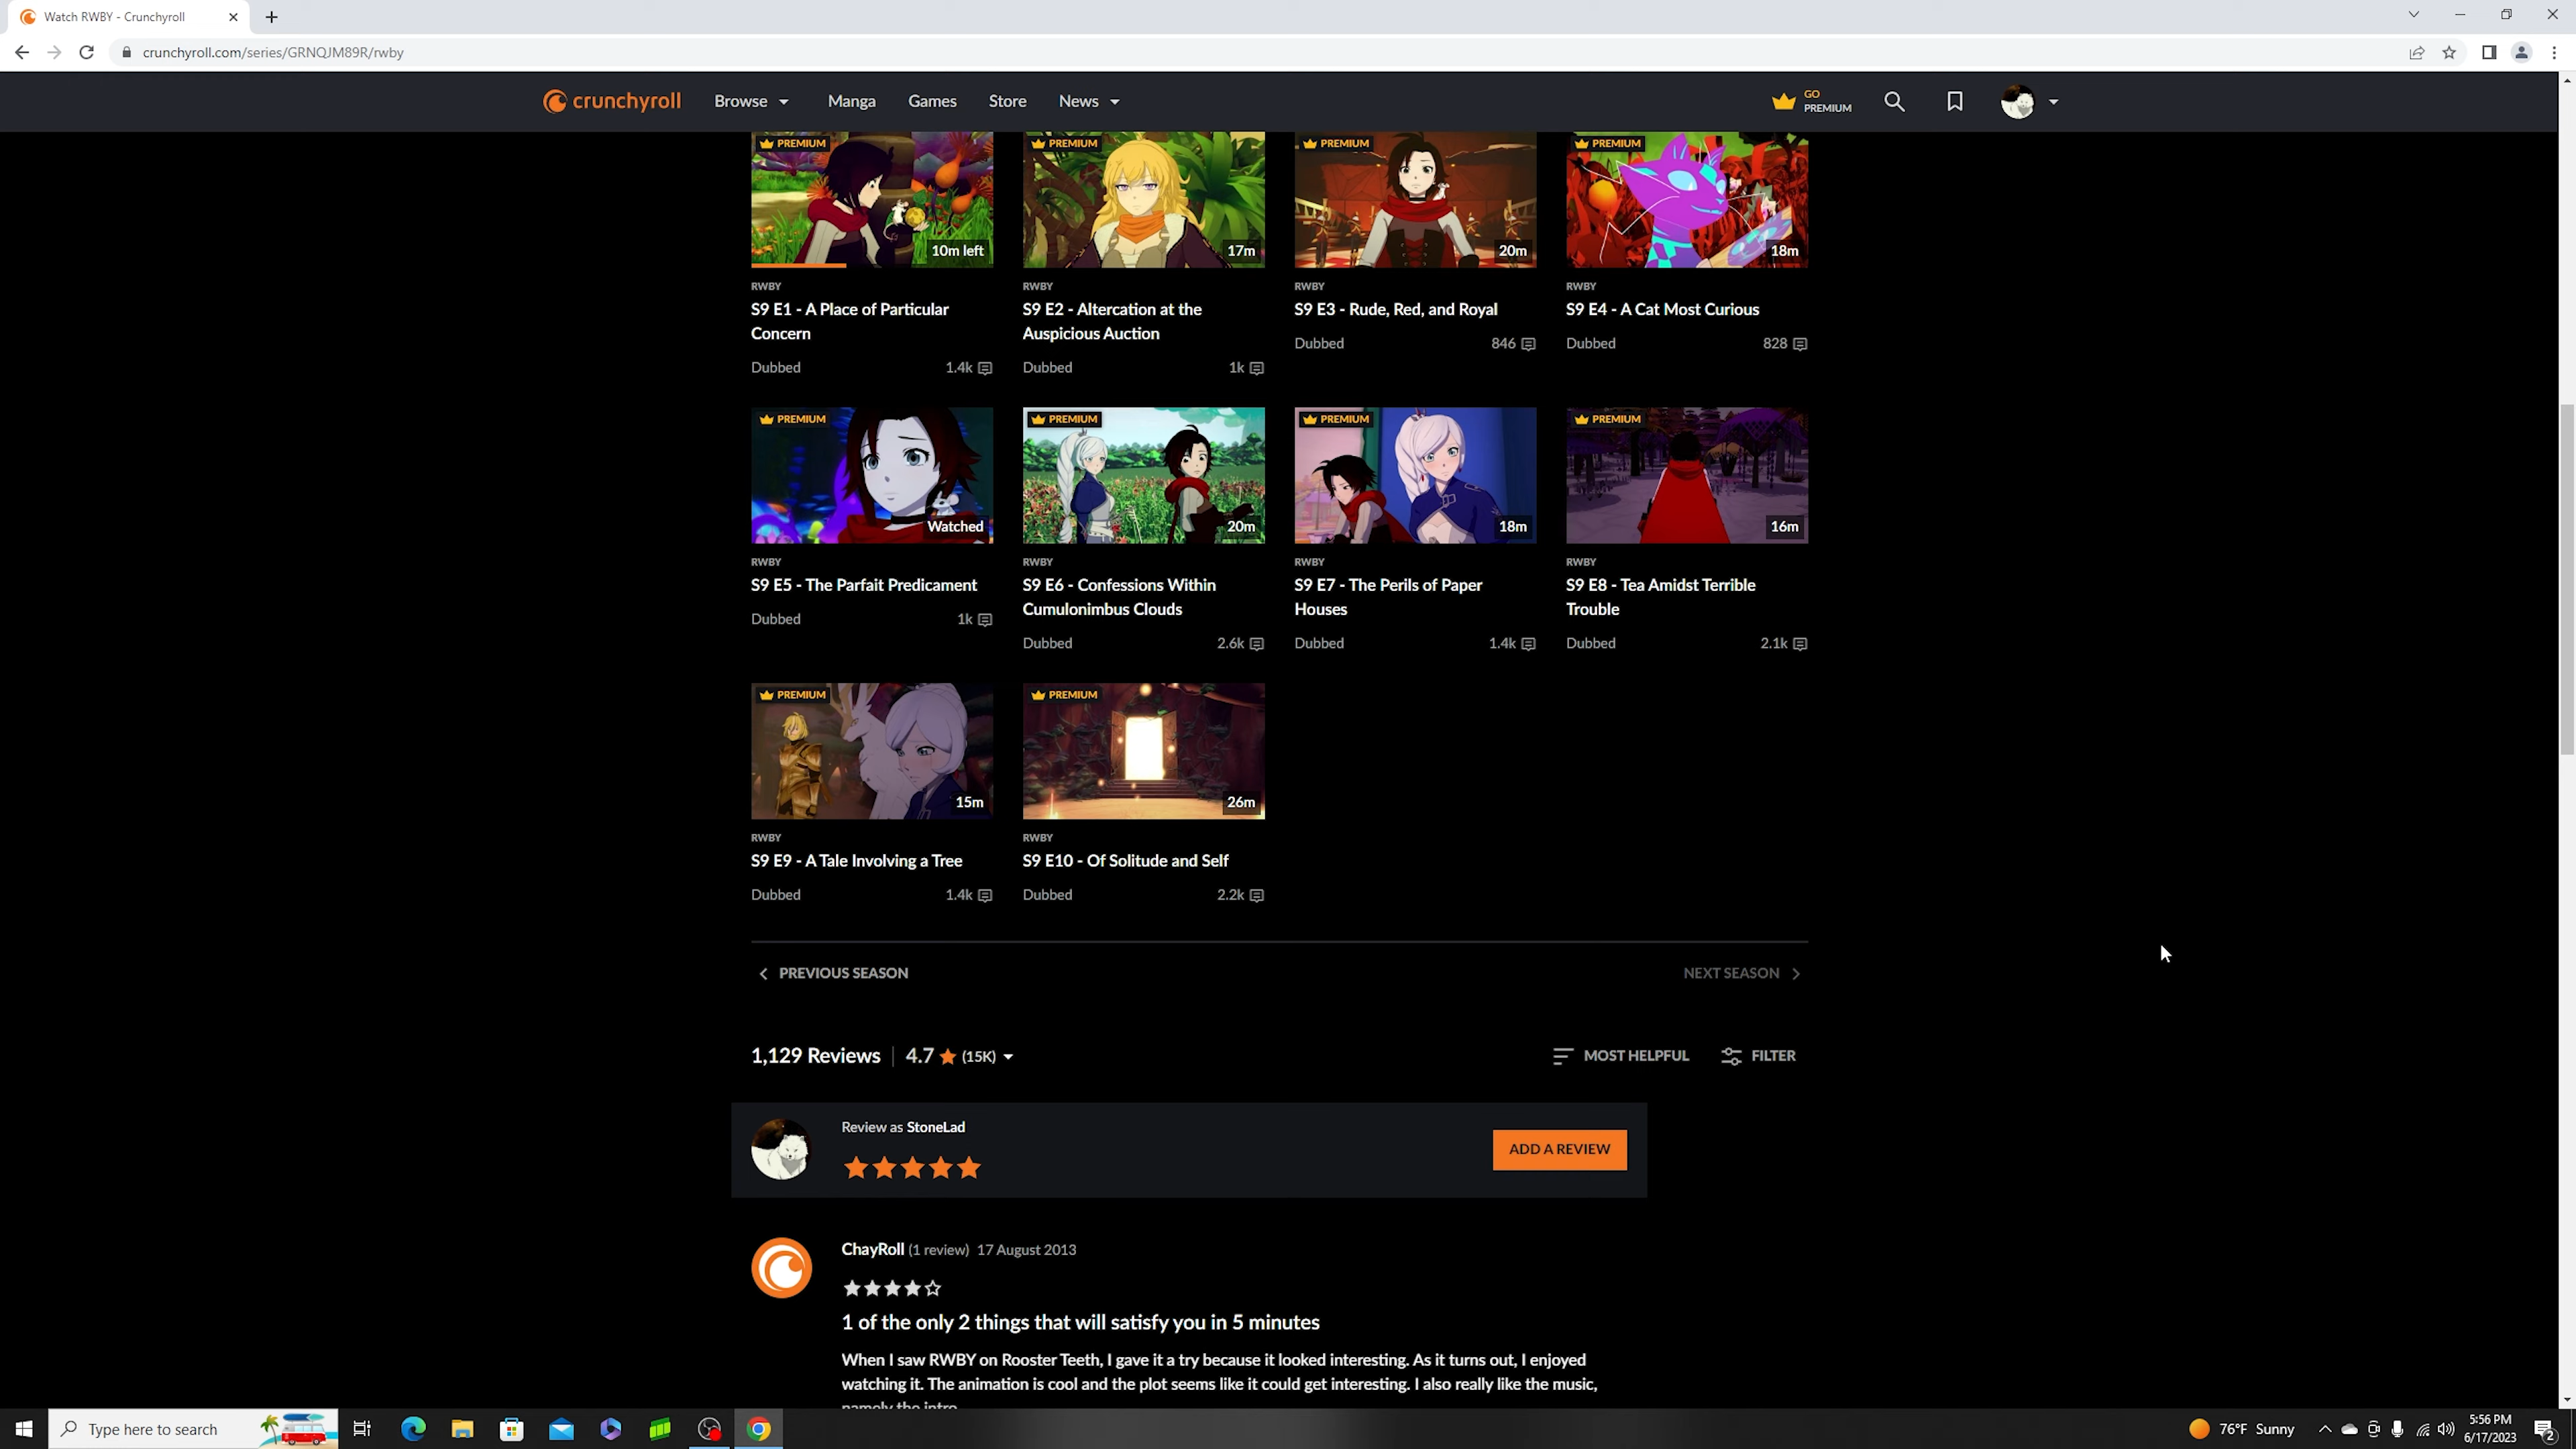 Watch RWBY - Crunchyroll
crunchyroll.com/series/GRNQJM89R/rwby
crunchyroll
Browse
Manga
Games
Store
News
GO
PREMIUM
PREMIUM
10m left
RWBY
S9 E1 - A Place of Particular
Concern
Dubbed
1.4k
PREMIUM
17m
RWBY
S9 E2 - Altercation at the
Auspicious Auction
Dubbed
1k
PREMIUM
20m
RWBY
S9 E3 - Rude, Red, and Royal
Dubbed
846
PREMIUM
18m
RWBY
S9 E4 - A Cat Most Curious
Dubbed
828
PREMIUM
Watched
RWBY
S9 E5 - The Parfait Predicament
Dubbed
1k
PREMIUM
20m
RWBY
S9 E6 - Confessions Within
Cumulonimbus Clouds
Dubbed
2.6k
PREMIUM
18m
RWBY
S9 E7 - The Perils of Paper
Houses
Dubbed
1.4k
PREMIUM
16m
RWBY
S9 E8 - Tea Amidst Terrible
Trouble
Dubbed
2.1k
PREMIUM
15m
RWBY
S9 E9 - A Tale Involving a Tree
Dubbed
1.4k
PREMIUM
26m
RWBY
S9 E10 - Of Solitude and Self
Dubbed
2.2k
PREVIOUS SEASON
NEXT SEASON
1,129 Reviews
4.7 (15K)
MOST HELPFUL
FILTER
Review as StoneLad
ADD A REVIEW
ChayRoll (1 review) 17 August 2013
1 of the only 2 things that will satisfy you in 5 minutes
When I saw RWBY on Rooster Teeth, I gave it a try because it looked interesting. As it turns out, I enjoyed
watching it. The animation is cool and the plot seems like it could get interesting. I also really like the music,
namely the intro
Type here to search
76°F Sunny
5:56 PM
6/17/2023
2